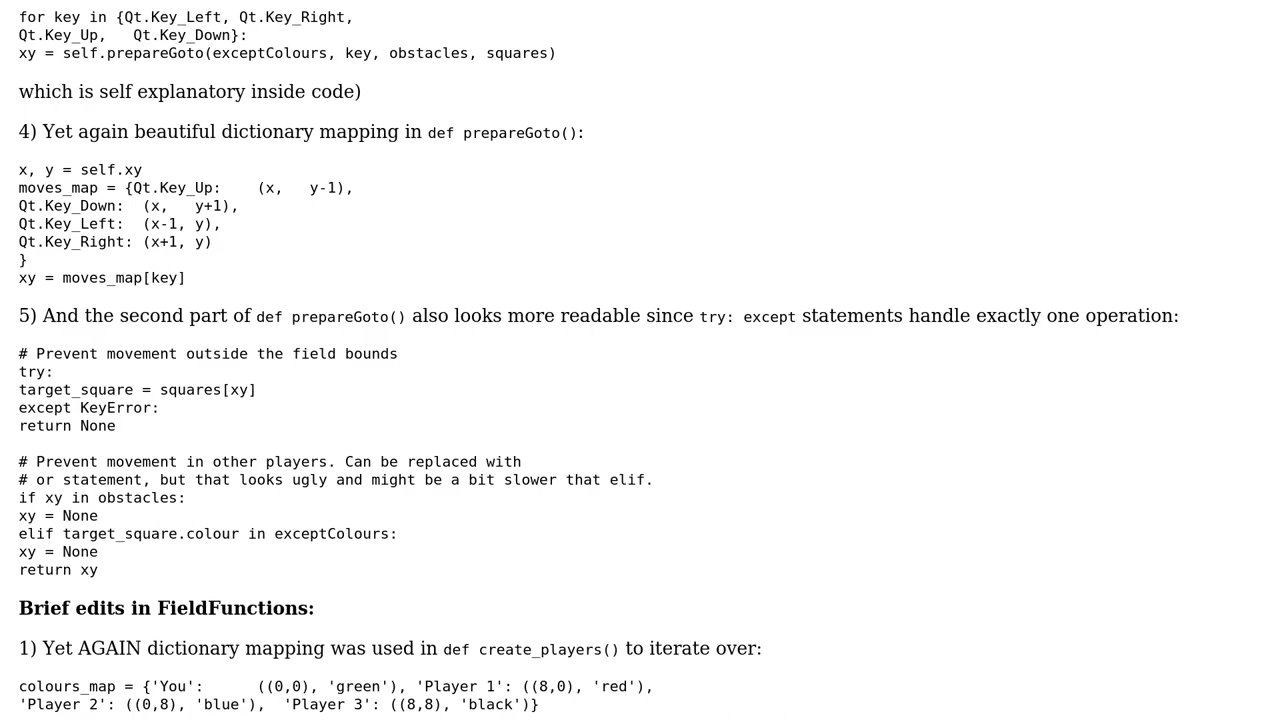 for key in {Qt.Key_Left, Qt.Key_Right,
Qt.Key_Up,   Qt.Key_Down}:
xy = self.prepareGoto(exceptColours, key, obstacles, squares)
which is self explanatory inside code)
4) Yet again beautiful dictionary mapping in def prepareGoto():
x, y = self.xy
moves_map = {Qt.Key_Up:    (x,   y-1),
Qt.Key_Down:  (x,   y+1),
Qt.Key_Left:  (x-1, y),
Qt.Key_Right: (x+1, y)
}
xy = moves_map[key]
5) And the second part of def prepareGoto() also looks more readable since try: except statements handle exactly one operation:
# Prevent movement outside the field bounds
try:
target_square = squares[xy]
except KeyError:
return None
# Prevent movement in other players. Can be replaced with
# or statement, but that looks ugly and might be a bit slower that elif.
if xy in obstacles:
xy = None
elif target_square.colour in exceptColours:
xy = None
return xy
Brief edits in FieldFunctions:
1) Yet AGAIN dictionary mapping was used in def create_players() to iterate over:
colours_map = {'You':      ((0,0), 'green'), 'Player 1': ((8,0), 'red'),
'Player 2': ((0,8), 'blue'),  'Player 3': ((8,8), 'black')}